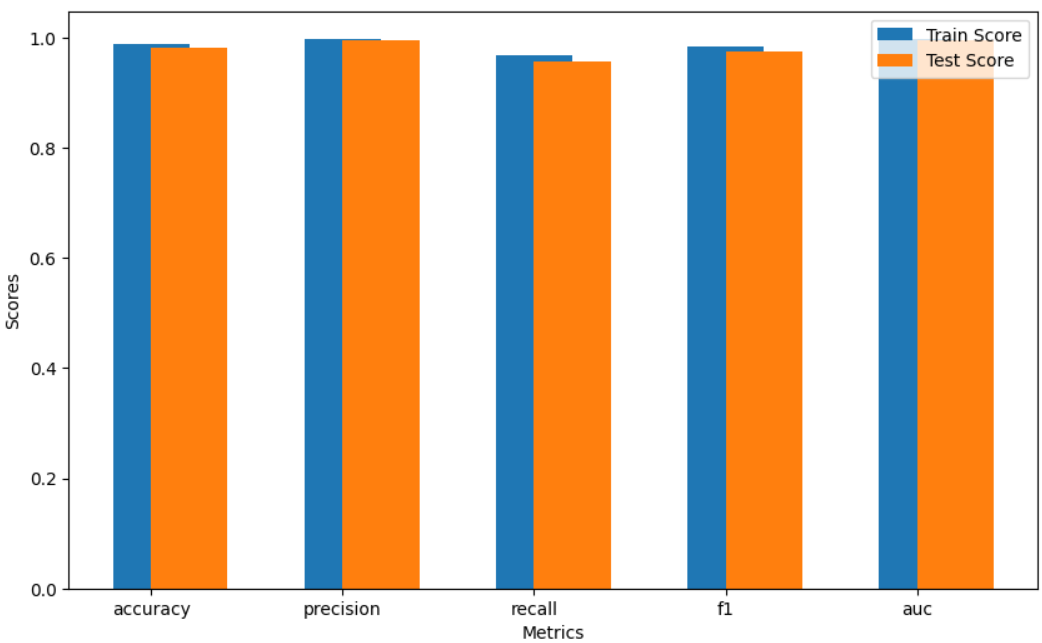 Train Score
Test Score
Scores
1.0
0.8
0.6
0.4
0.2
0.0
accuracy precision recall f1 auc
Metrics